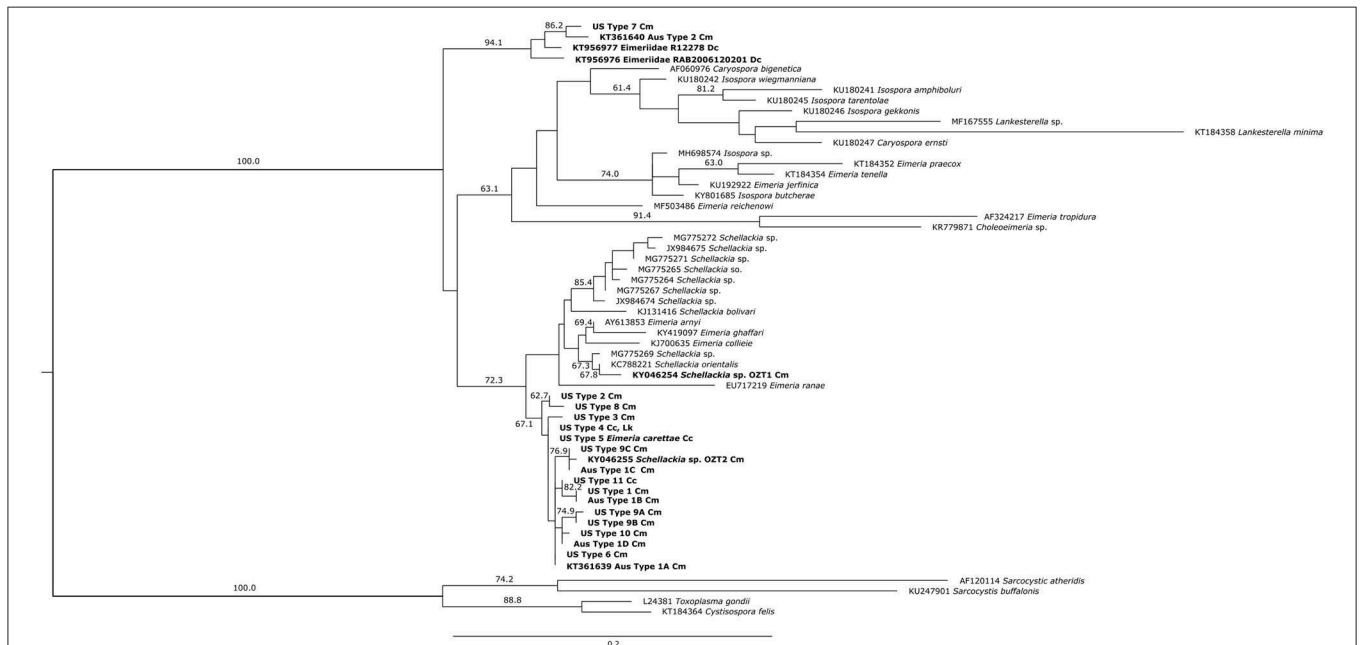 86.2
US Type 7 Cm
KT361640 Aus Type 2 Cm
94.1
KT956977 Eimeriidae R12278 Dc
KT956976 Eimeriidae RAB2006120201 Dc
AF060976 Caryospora bigenetica
KU180242 Isospora wiegmanniana
61.4
81.2
KU180241 Isospora amphiboluri
KU180245 Isospora tarentolae
KU180246 Isospora gekkonis
MF167555 Lankesterella sp.
KT184358 Lankesterella minima
KU180247 Caryospora ernsti
100.0
MH698574 Isospora sp.
63.0
KT184352 Eimeria praecox
74.0
KT184354 Eimeria tenella
KU192922 Eimeria jerfinica
63.1
KY801685 Isospora butcherae
MF503486 Eimeria reichenowi
91.4
AF324217 Eimeria tropidura
KR779871 Choleoeimeria sp.
MG775272 Schellackia sp.
JX984675 Schellackia sp.
MG775271 Schellackia sp.
MG775265 Schellackia so.
85.4
MG775264 Schellackia sp.
MG775267 Schellackia sp.
JX984674 Schellackia sp.
KJ131416 Schellackia bolivari
69.4
AY613853 Eimeria arnyi
KY419097 Eimeria ghaffari
KJ700635 Eimeria collieie
MG775269 Schellackia sp.
67.3
KC788221 Schellackia orientalis
67.8
KY046254 Schellackia sp. OZT1 Cm
72.3
EU717219 Eimeria ranae
62.7
US Type 2 Cm
US Type 8 Cm
67.1
US Type 3 Cm
US Type 4 Cc, Lk
US Type 5 Eimeria carettae Cc
76.9
US Type 9C Cm
KY046255 Schellackia sp. OZT2 Cm
Aus Type 1C Cm
US Type 11 Cc
82.2
US Type 1 Cm
Aus Type 1B Cm
74.9
US Type 9A Cm
US Type 9B Cm
US Type 10 Cm
Aus Type 1D Cm
US Type 6 Cm
KT361639 Aus Type 1A Cm
100.0
74.2
AF120114 Sarcocystic atheridis
KU247901 Sarcocystis buffalonis
88.8
L24381 Toxoplasma gondii
KT184364 Cystisospora felis
0.2